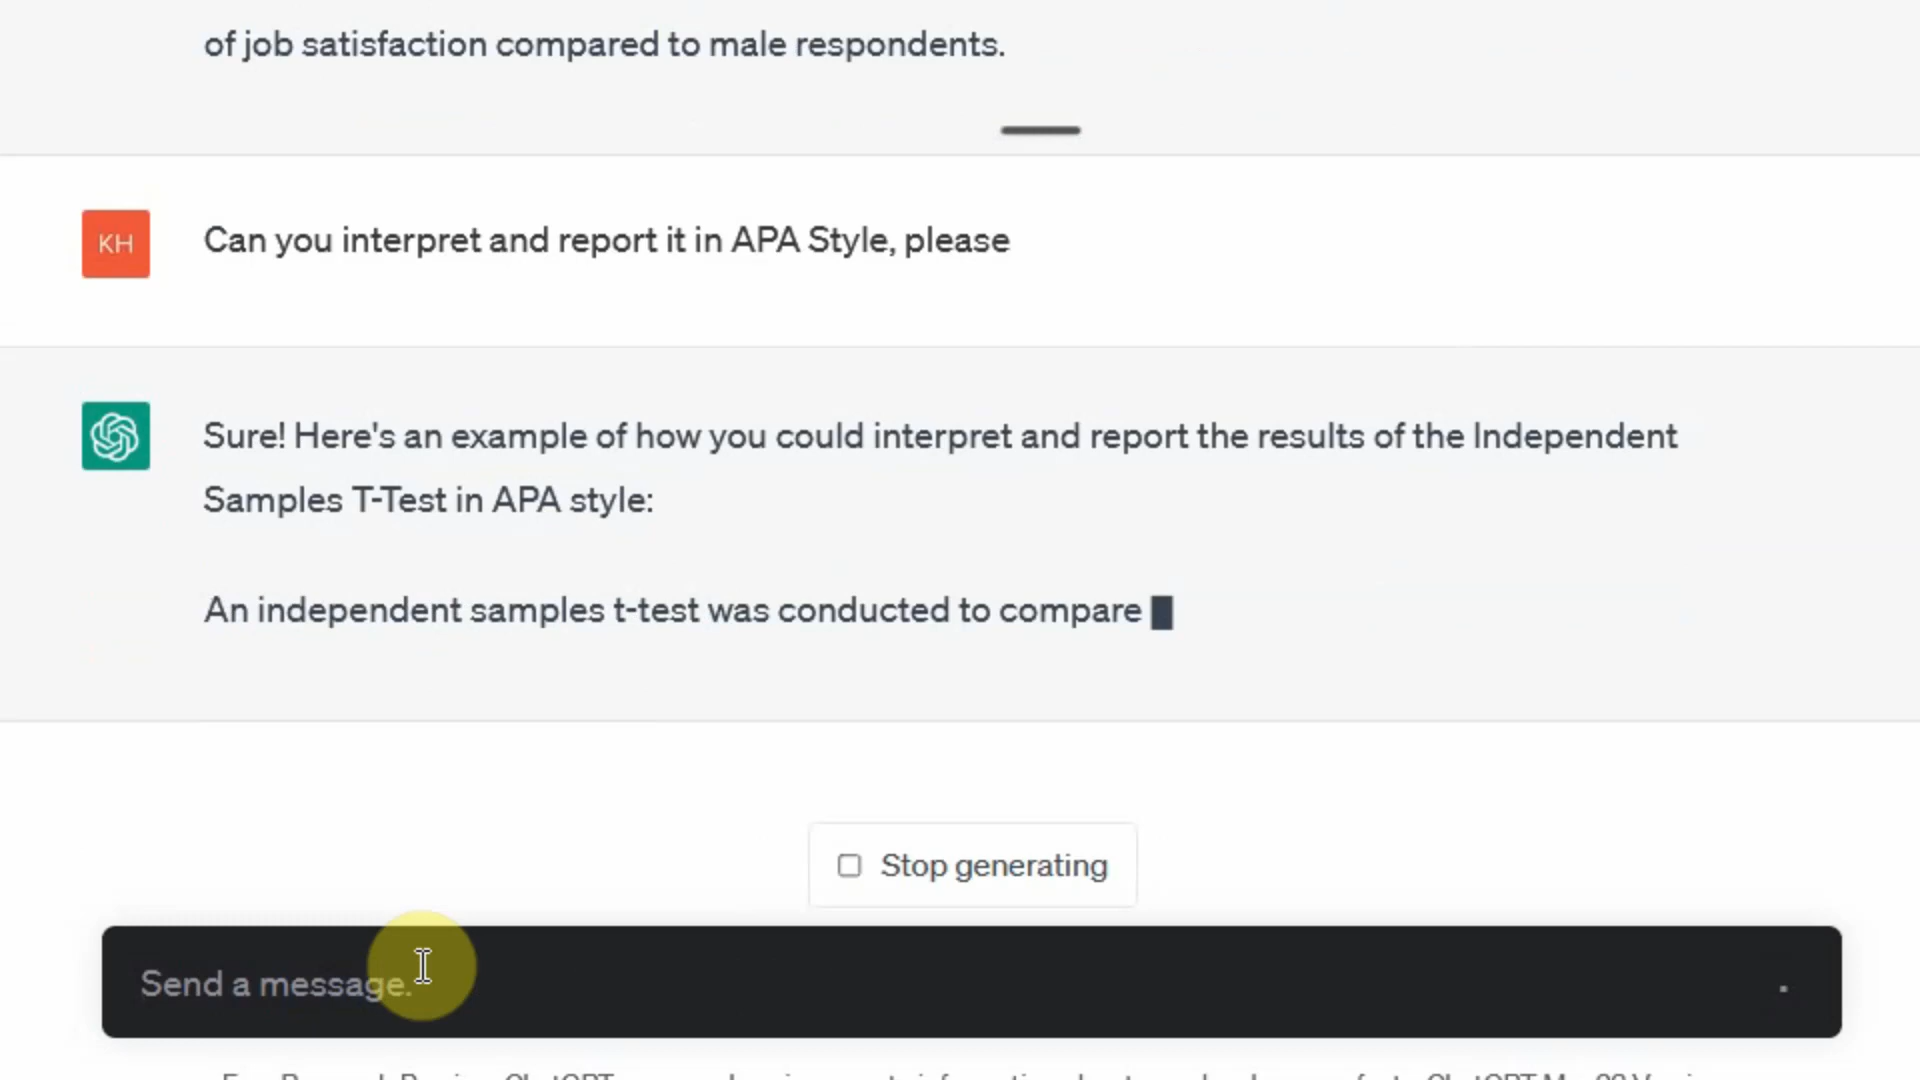 of job satisfaction compared to male respondents.
KH
Can you interpret and report it in APA Style, please
Sure! Here's an example of how you could interpret and report the results of the Independent
Samples T-Test in APA style:
An independent samples t-test was conducted to compare
Stop generating
Send a message.